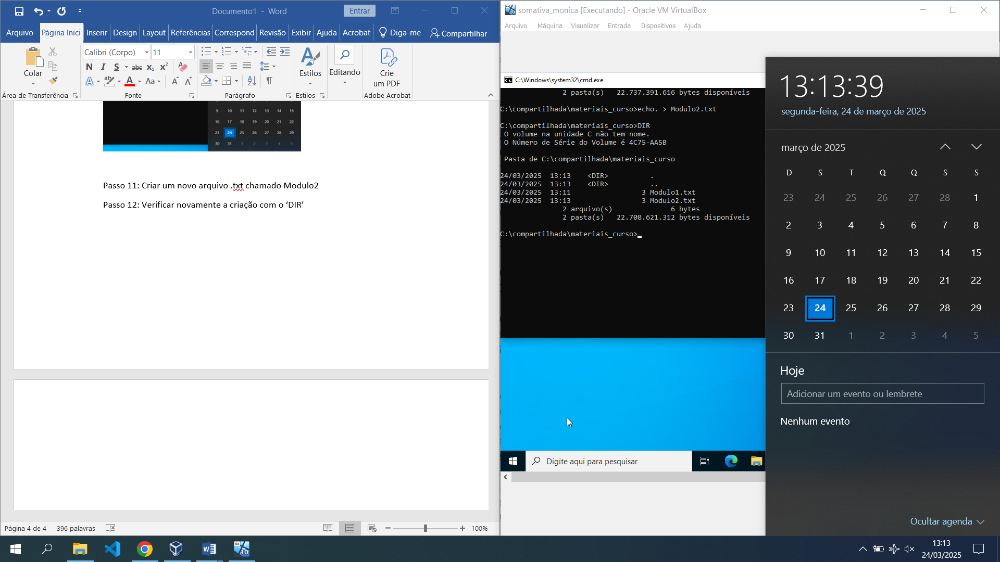 Documento1 - Word
Entrar
Arquivo Página Inici Inserir Design Layout Referências Correspond Revisão Exibir Ajuda Acrobat Diga-me Compartilhar
Colar
Calibri (Corpo) 11
N I S abc x₂ x²
A ab A Aa A A
Estilos
Editando
Crie
um PDF
Área de Transferência Fonte Parágrafo Estilos Adobe Acrobat
9 10 11 12 13 14 15
16 17 18 19 20 21 22
23 24 25 26 27 28 29
30 31 1 2 3 4 5
Passo 11: Criar um novo arquivo .txt chamado Modulo2
Passo 12: Verificar novamente a criação com o ‘DIR’
Página 4 de 4 396 palavras 100%
somativa_monica [Executando] - Oracle VM VirtualBox
Arquivo Máquina Visualizar Entrada Dispositivos Ajuda
C:\Windows\system32\cmd.exe
2 pasta(s) 22.737.391.616 bytes disponíveis
C:\compartilhada\materiais_curso>echo. > Modulo2.txt
C:\compartilhada\materiais_curso>DIR
O volume na unidade C não tem nome.
O Número de Série do Volume é 4C75-AA5B
Pasta de C:\compartilhada\materiais_curso
24/03/2025 13:13 <DIR> .
24/03/2025 13:13 <DIR> ..
24/03/2025 13:11 3 Modulo1.txt
24/03/2025 13:13 3 Modulo2.txt
2 arquivo(s) 6 bytes
2 pasta(s) 22.708.621.312 bytes disponíveis
C:\compartilhada\materiais_curso>
Digite aqui para pesquisar
13:13:39
segunda-feira, 24 de março de 2025
março de 2025
D S T Q Q S S
23 24 25 26 27 28 1
2 3 4 5 6 7 8
9 10 11 12 13 14 15
16 17 18 19 20 21 22
23 24 25 26 27 28 29
30 31 1 2 3 4 5
Hoje
Adicionar um evento ou lembrete
Nenhum evento
Ocultar agenda
13:13
24/03/2025